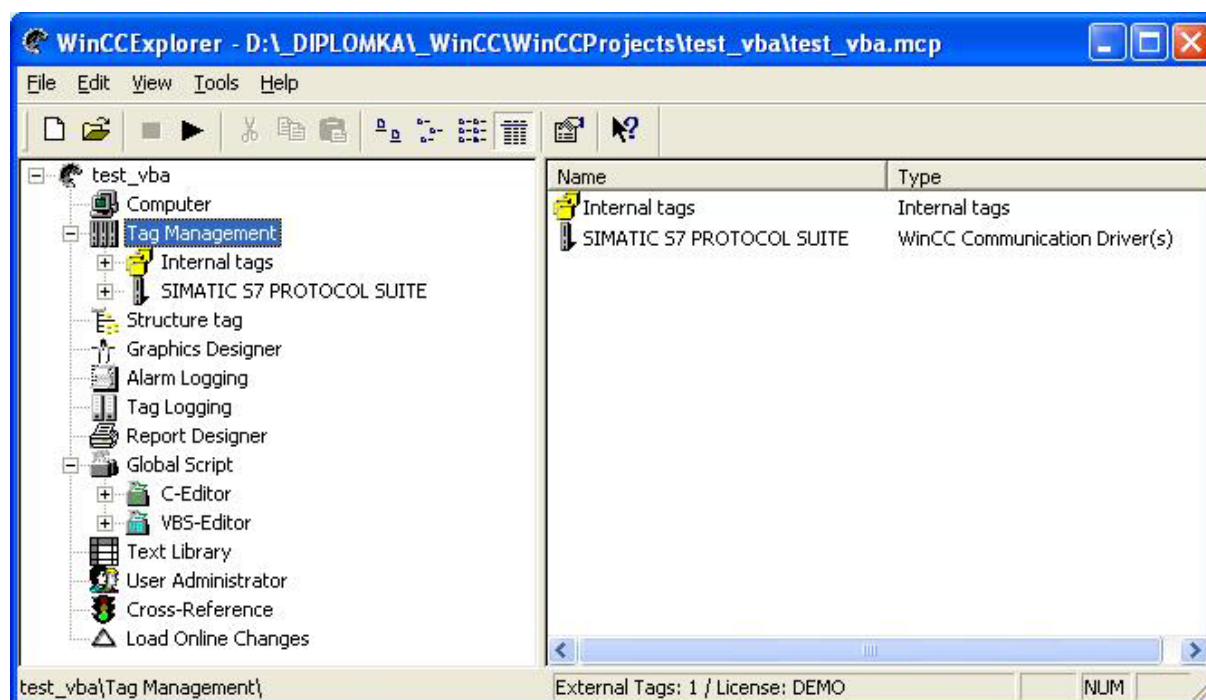 WinCCExplorer - D:\_DIPLOMKA\_WinCC\WinCCProjects\test_vba\test_vba.mcp
File Edit View Tools Help
test_vba
Computer
Tag Management
Internal tags
SIMATIC S7 PROTOCOL SUITE
Structure tag
Graphics Designer
Alarm Logging
Tag Logging
Report Designer
Global Script
C-Editor
VBS-Editor
Text Library
User Administrator
Cross-Reference
Load Online Changes
Name Type
Internal tags Internal tags
SIMATIC S7 PROTOCOL SUITE WinCC Communication Driver(s)
test_vba\Tag Management\ External Tags: 1 / License: DEMO NUM